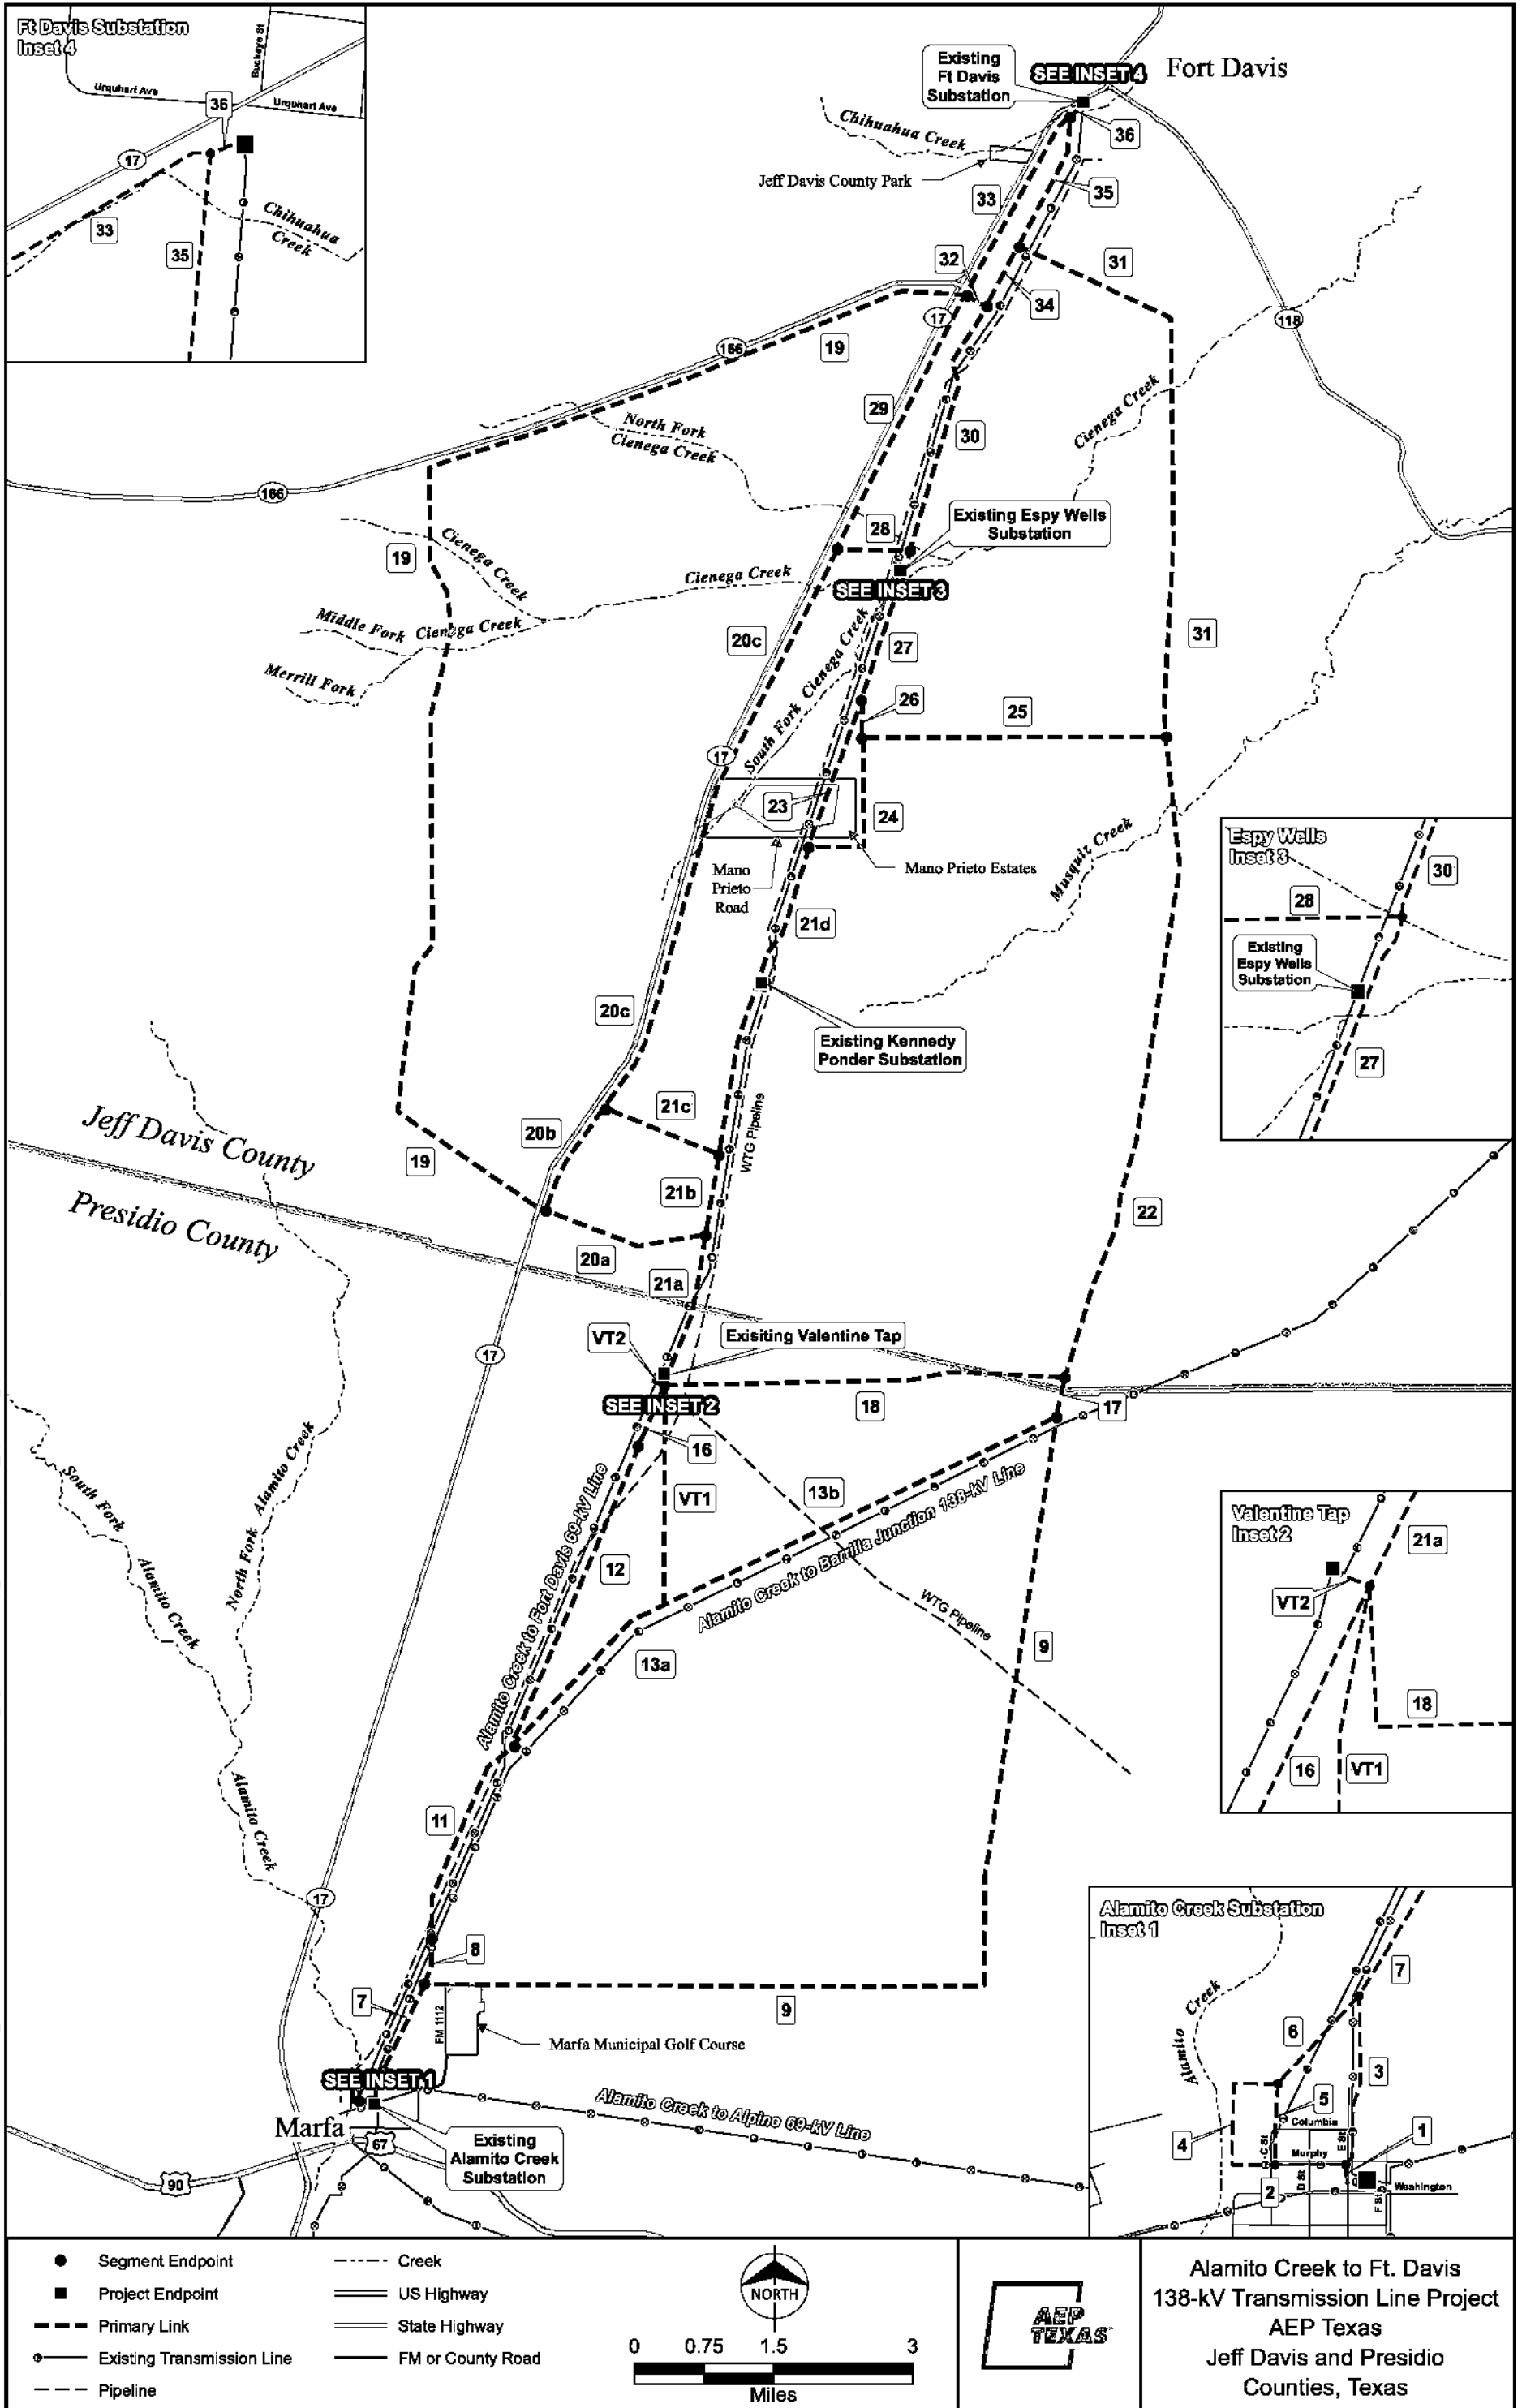 Ft Davis Substation
Inset 4
Buckeye St
Urquhart Ave
36
Urquhart Ave
17
33
35
Chihuahua
Creek
Existing
Ft Davis
Substation
SEE INSET 4
Fort Davis
Chihuahua Creek
36
Jeff Davis County Park
35
33
31
32
34
17
118
166
19
29
North Fork
Cienega Creek
30
Cienega Creek
166
28
Existing Espy Wells
Substation
19
Cienega Creek
Cienega Creek
SEE INSET 3
Middle Fork Cienega Creek
Merrill Fork
20c
South Fork Cienega Creek
27
31
26
25
17
23
24
Mano
Prieto
Road
Mano Prieto Estates
Musquiz Creek
21d
Espy Wells
Inset 3
30
28
Existing
Espy Wells
Substation
27
20c
Existing Kennedy
Ponder Substation
Jeff Davis County
20b
21c
WTG Pipeline
19
21b
22
Presidio County
20a
21a
17
VT2
Exisiting Valentine Tap
SEE INSET 2
18
17
16
VT1
13b
South Fork
Alamito Creek
North Fork Alamito Creek
Alamito Creek to Fort Davis 69-kV Line
12
Alamito Creek to Barrilla Junction 138-kV Line
WTG Pipeline
13a
9
Valentine Tap
Inset 2
21a
VT2
18
16
VT1
Alamito Creek
11
17
8
7
FM 1112
9
Marfa Municipal Golf Course
SEE INSET 1
Marfa
67
Existing
Alamito Creek
Substation
Alamito Creek to Alpine 69-kV Line
90
Alamito Creek Substation
Inset 1
Alamito Creek
7
6
3
5
Columbia
1
4
C St
E St
Murphy
D St
2
F St
Washington
Segment Endpoint
Project Endpoint
Primary Link
Existing Transmission Line
Pipeline
Creek
US Highway
State Highway
FM or County Road
NORTH
0 0.75 1.5 3
Miles
AEP
TEXAS
Alamito Creek to Ft. Davis
138-kV Transmission Line Project
AEP Texas
Jeff Davis and Presidio
Counties, Texas